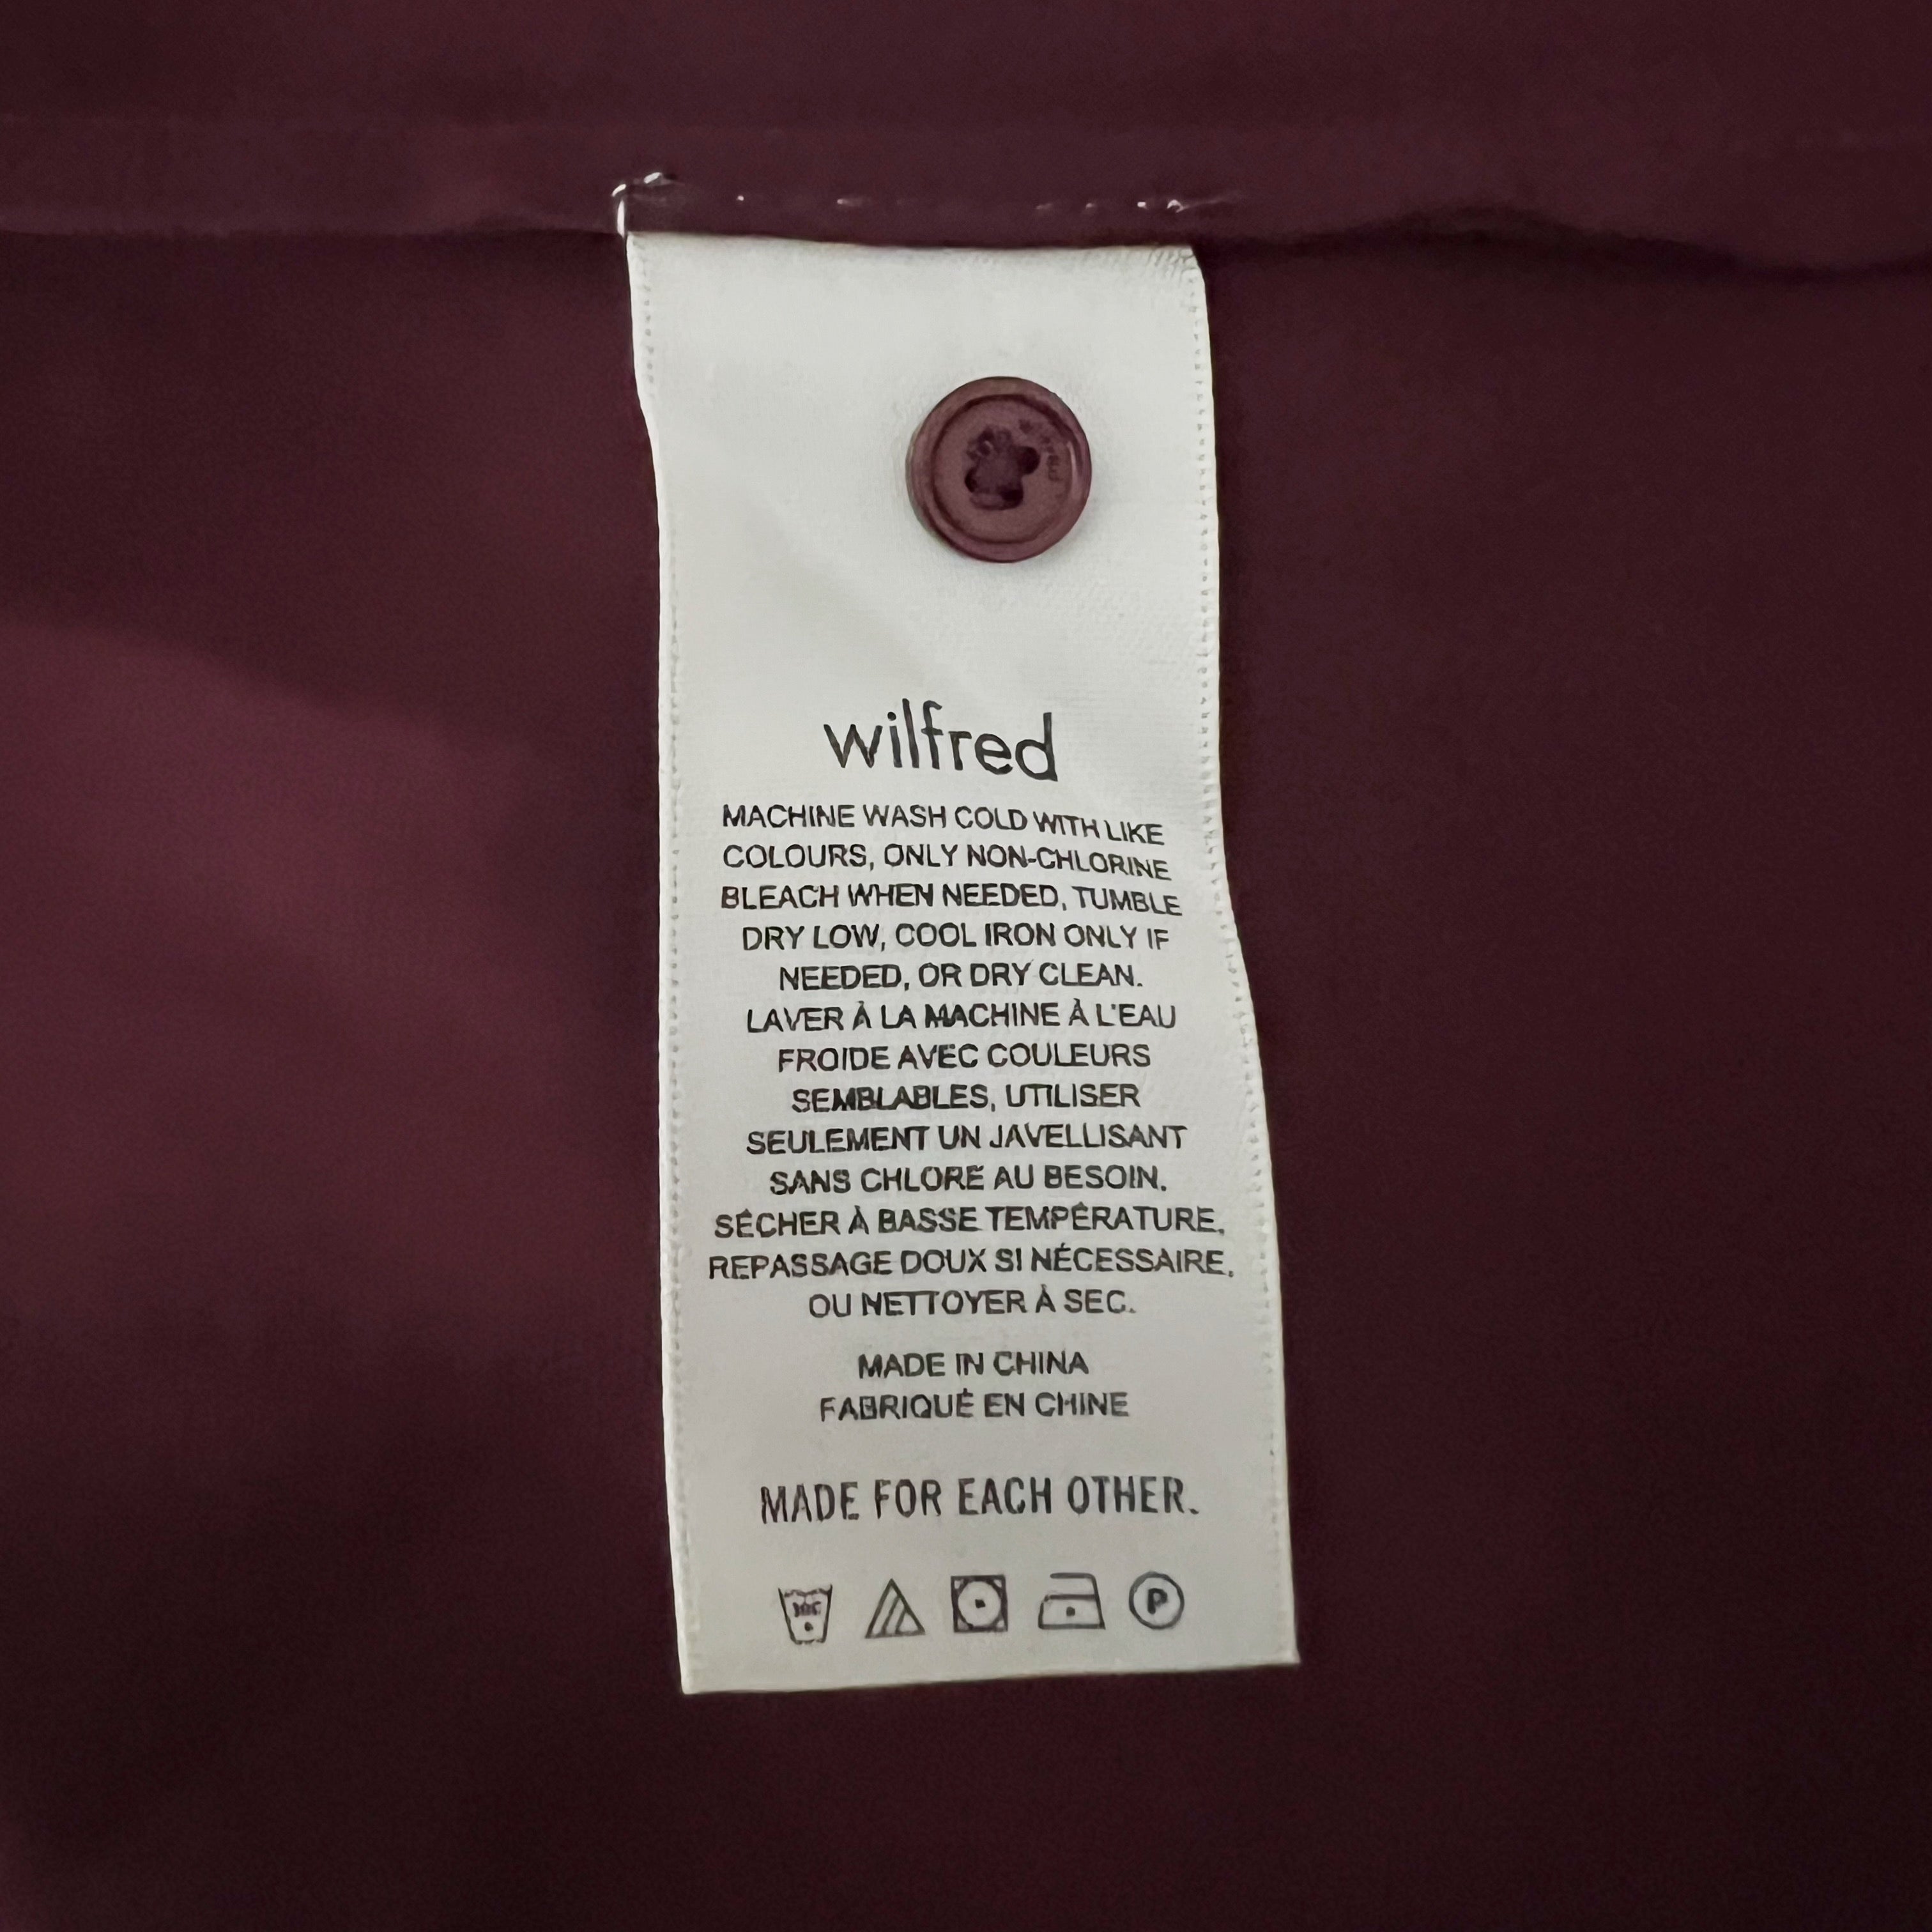 wilfred
MACHINE WASH COLD WITH LIKE
COLOURS, ONLY NON-CHLORINE
BLEACH WHEN NEEDED, TUMBLE
DRY LOW, COOL IRON ONLY IF
NEEDED, OR DRY CLEAN.
LAVER À LA MACHINE À L'EAU
FROIDE AVEC COULEURS
SEMBLABLES, UTILISER
SEULEMENT UN JAVELLISANT
SANS CHLORE AU BESOIN.
SÉCHER À BASSE TEMPÉRATURE,
REPASSAGE DOUX SI NÉCESSAIRE,
OU NETTOYER À SEC.
MADE IN CHINA
FABRIQUÉ EN CHINE
MADE FOR EACH OTHER.
P